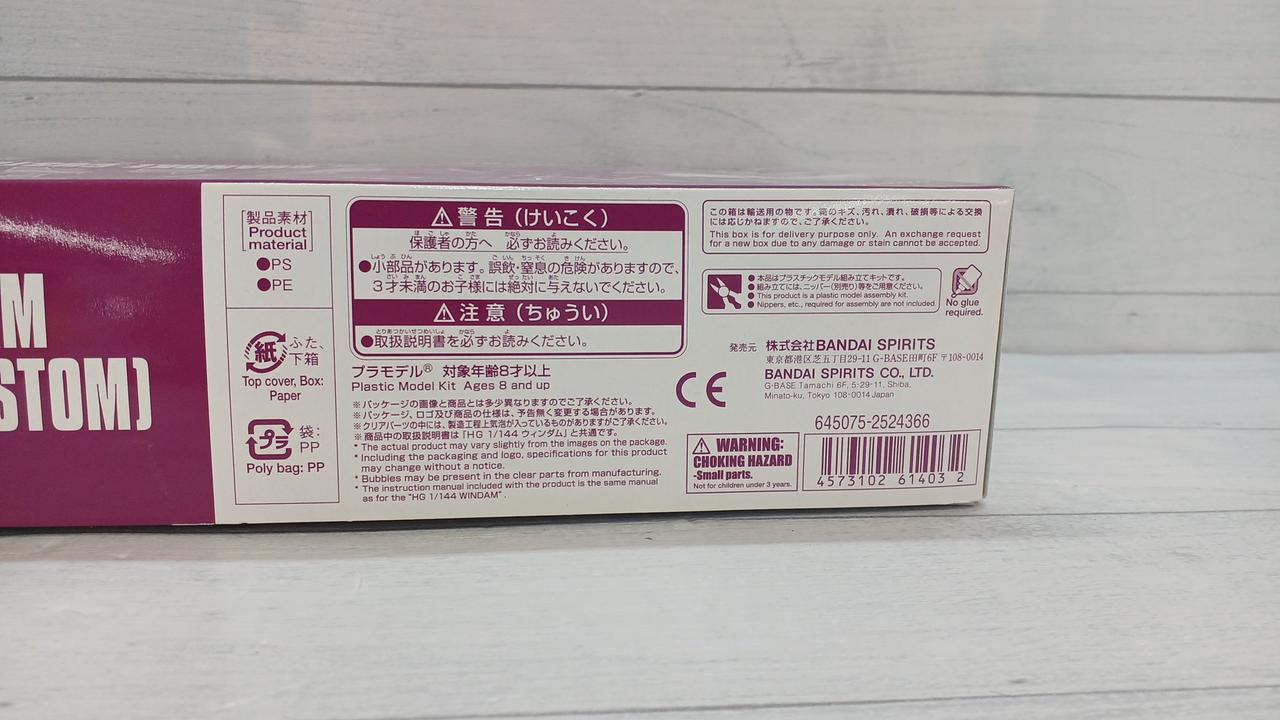 M
STOM)
[製品素材]
[Product material]
●PS
●PE
紙
ふた、
下箱
Top cover, Box:
Paper
プラ
袋:
PP
Poly bag: PP
⚠警告（けいこく）
保護者の方へ 必ずお読みください。
●小部品があります。誤飲・窒息の危険がありますので、
3才未満のお子様には絶対に与えないでください。
⚠注意（ちゅうい）
●取扱説明書を必ずお読みください。
プラモデル® 対象年齢8才以上
Plastic Model Kit Ages 8 and up
※パッケージの画像と商品とは多少異なりますのでご了承ください。
※パッケージ、ロゴ及び商品の仕様は、予告無く変更する場合があります。
※クリアパーツの中には、製造工程上気泡が入っているものがありますがご了承ください。
※商品中の取扱説明書は「HG 1/144 ウィンダム」と共通です。
* The actual product may vary slightly from the images on the package.
* Including the packaging and logo, specifications for this product
may change without a notice.
* Bubbles may be present in the clear parts from manufacturing.
* The instruction manual included with the product is the same manual
as for the "HG 1/144 WINDAM".
この箱は輸送用の物です。箱のキズ、汚れ、潰れ、破損等による交換
には応じかねますので、ご了承ください。
This box is for delivery purpose only. An exchange request
for a new box due to any damage or stain cannot be accepted.
●本品はプラスチックモデル組み立てキットです。
●組み立てには、ニッパー(別売り)等をご用意ください。
●This product is a plastic model assembly kit.
●Nippers, etc., required for assembly are not included.
No glue
required.
発売元 株式会社BANDAI SPIRITS
東京都港区芝五丁目29-11 G-BASE田町6F 〒108-0014
BANDAI SPIRITS CO., LTD.
G-BASE Tamachi 6F, 5-29-11, Shiba,
Minato-ku, Tokyo 108-0014 Japan
CE
645075-2524366
⚠WARNING:
CHOKING HAZARD
-Small parts.
Not for children under 3 years.
4573102 61403 2